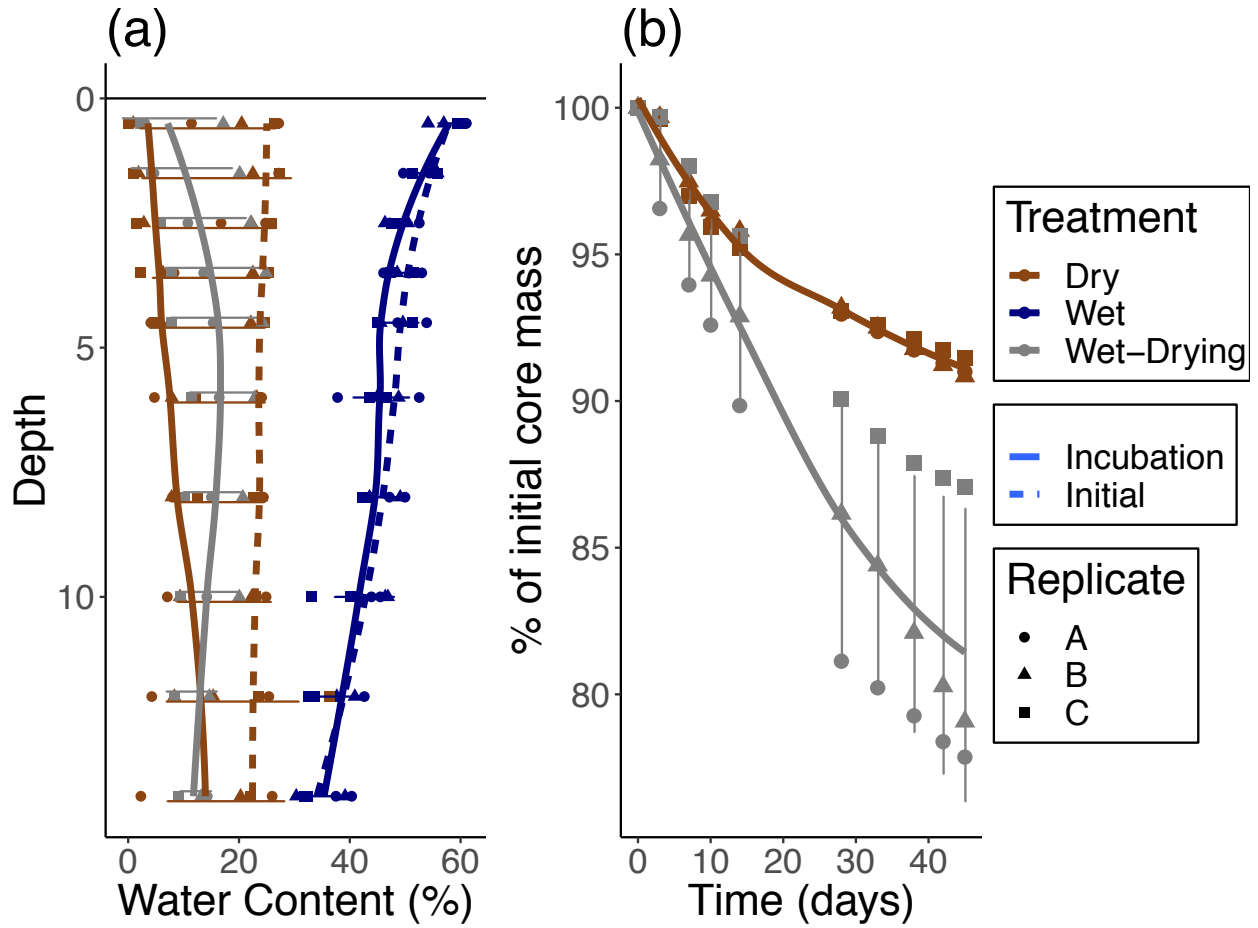 (a)
(b)
0
5
10
Depth
0
20
40
60
Water Content (%)
100
95
90
85
80
% of initial core mass
0
10
30
40
Time (days)
Treatment
Dry
Wet
Wet−Drying
Incubation
Initial
Replicate
A
B
C